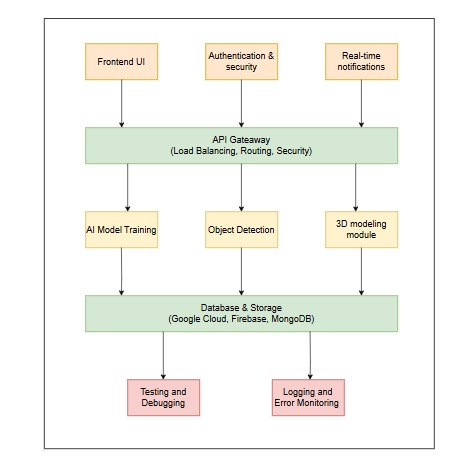 Frontend UI
Authentication &
security
Real-time
notifications
API Gateaway
(Load Balancing, Routing, Security)
AI Model Training
Object Detection
3D modeling
module
Database & Storage
(Google Cloud, Firebase, MongoDB)
Testing and
Debugging
Logging and
Error Monitoring